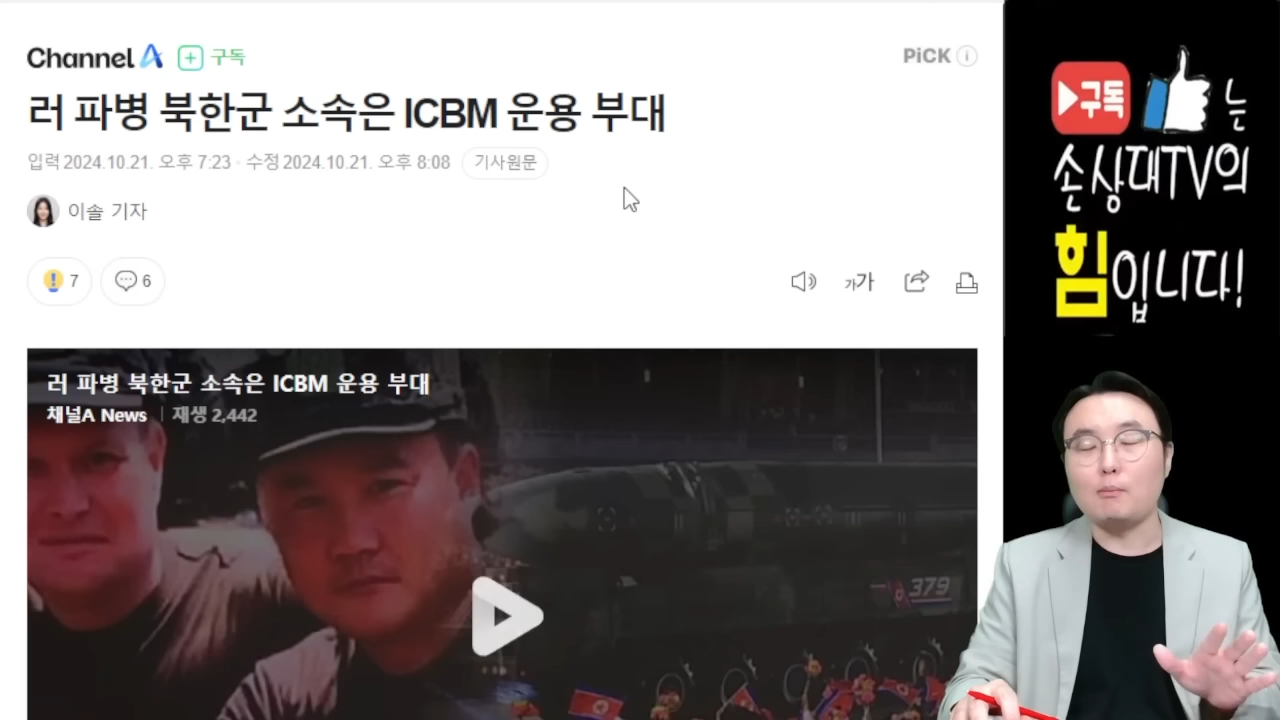 Channel A
구독
PiCK
러 파병 북한군 소속은 ICBM 운용 부대
입력 2024.10.21. 오후 7:23 · 수정 2024.10.21. 오후 8:08 기사원문
이솔 기자
7
6
가가
러 파병 북한군 소속은 ICBM 운용 부대
채널A News | 재생 2,442
379
구독 는
손상대TV의
힘입니다!